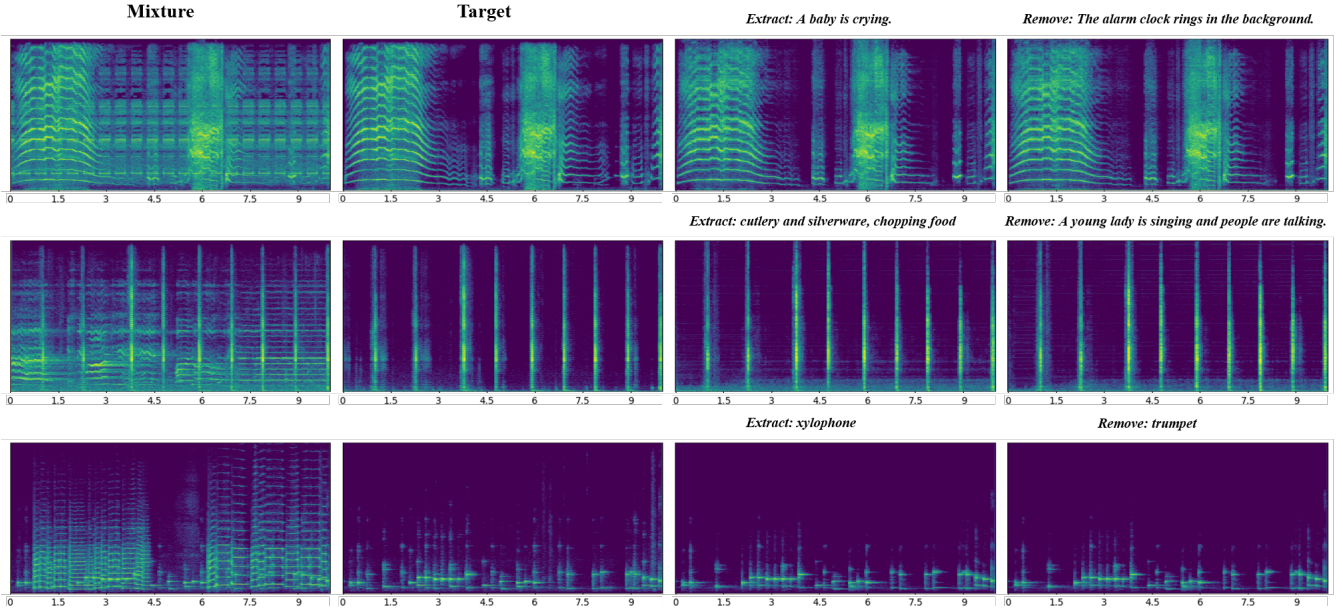 Mixture Target Extract: A baby is crying. Remove: The alarm clock rings in the background.
0 1.5 3 4.5 6 7.5 9 0 1.5 3 4.5 6 7.5 9 0 1.5 3 4.5 6 7.5 9 0 1.5 3 4.5 6 7.5 9
Extract: cutlery and silverware, chopping food Remove: A young lady is singing and people are talking.
0 1.5 3 4.5 6 7.5 9 0 1.5 3 4.5 6 7.5 9 0 1.5 3 4.5 6 7.5 9 0 1.5 3 4.5 6 7.5 9
Extract: xylophone Remove: trumpet
0 1.5 3 4.5 6 7.5 9 0 1.5 3 4.5 6 7.5 9 0 1.5 3 4.5 6 7.5 9 0 1.5 3 4.5 6 7.5 9